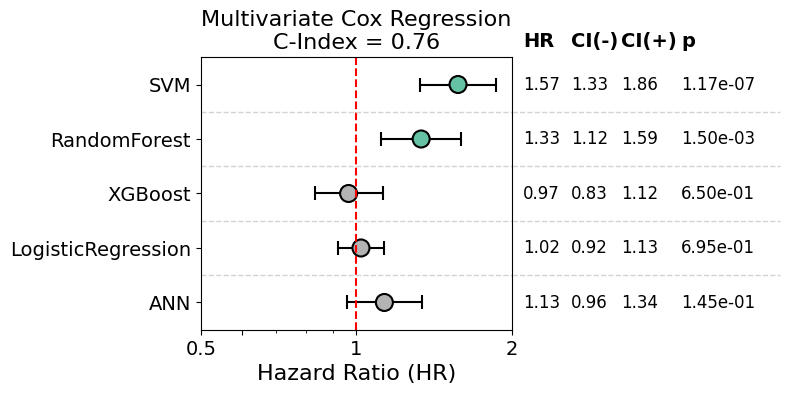 Multivariate Cox Regression
C-Index = 0.76
HR CI(-) CI(+) p
SVM 1.57 1.33 1.86 1.17e-07
RandomForest 1.33 1.12 1.59 1.50e-03
XGBoost 0.97 0.83 1.12 6.50e-01
LogisticRegression 1.02 0.92 1.13 6.95e-01
ANN 1.13 0.96 1.34 1.45e-01
0.5 1 2
Hazard Ratio (HR)